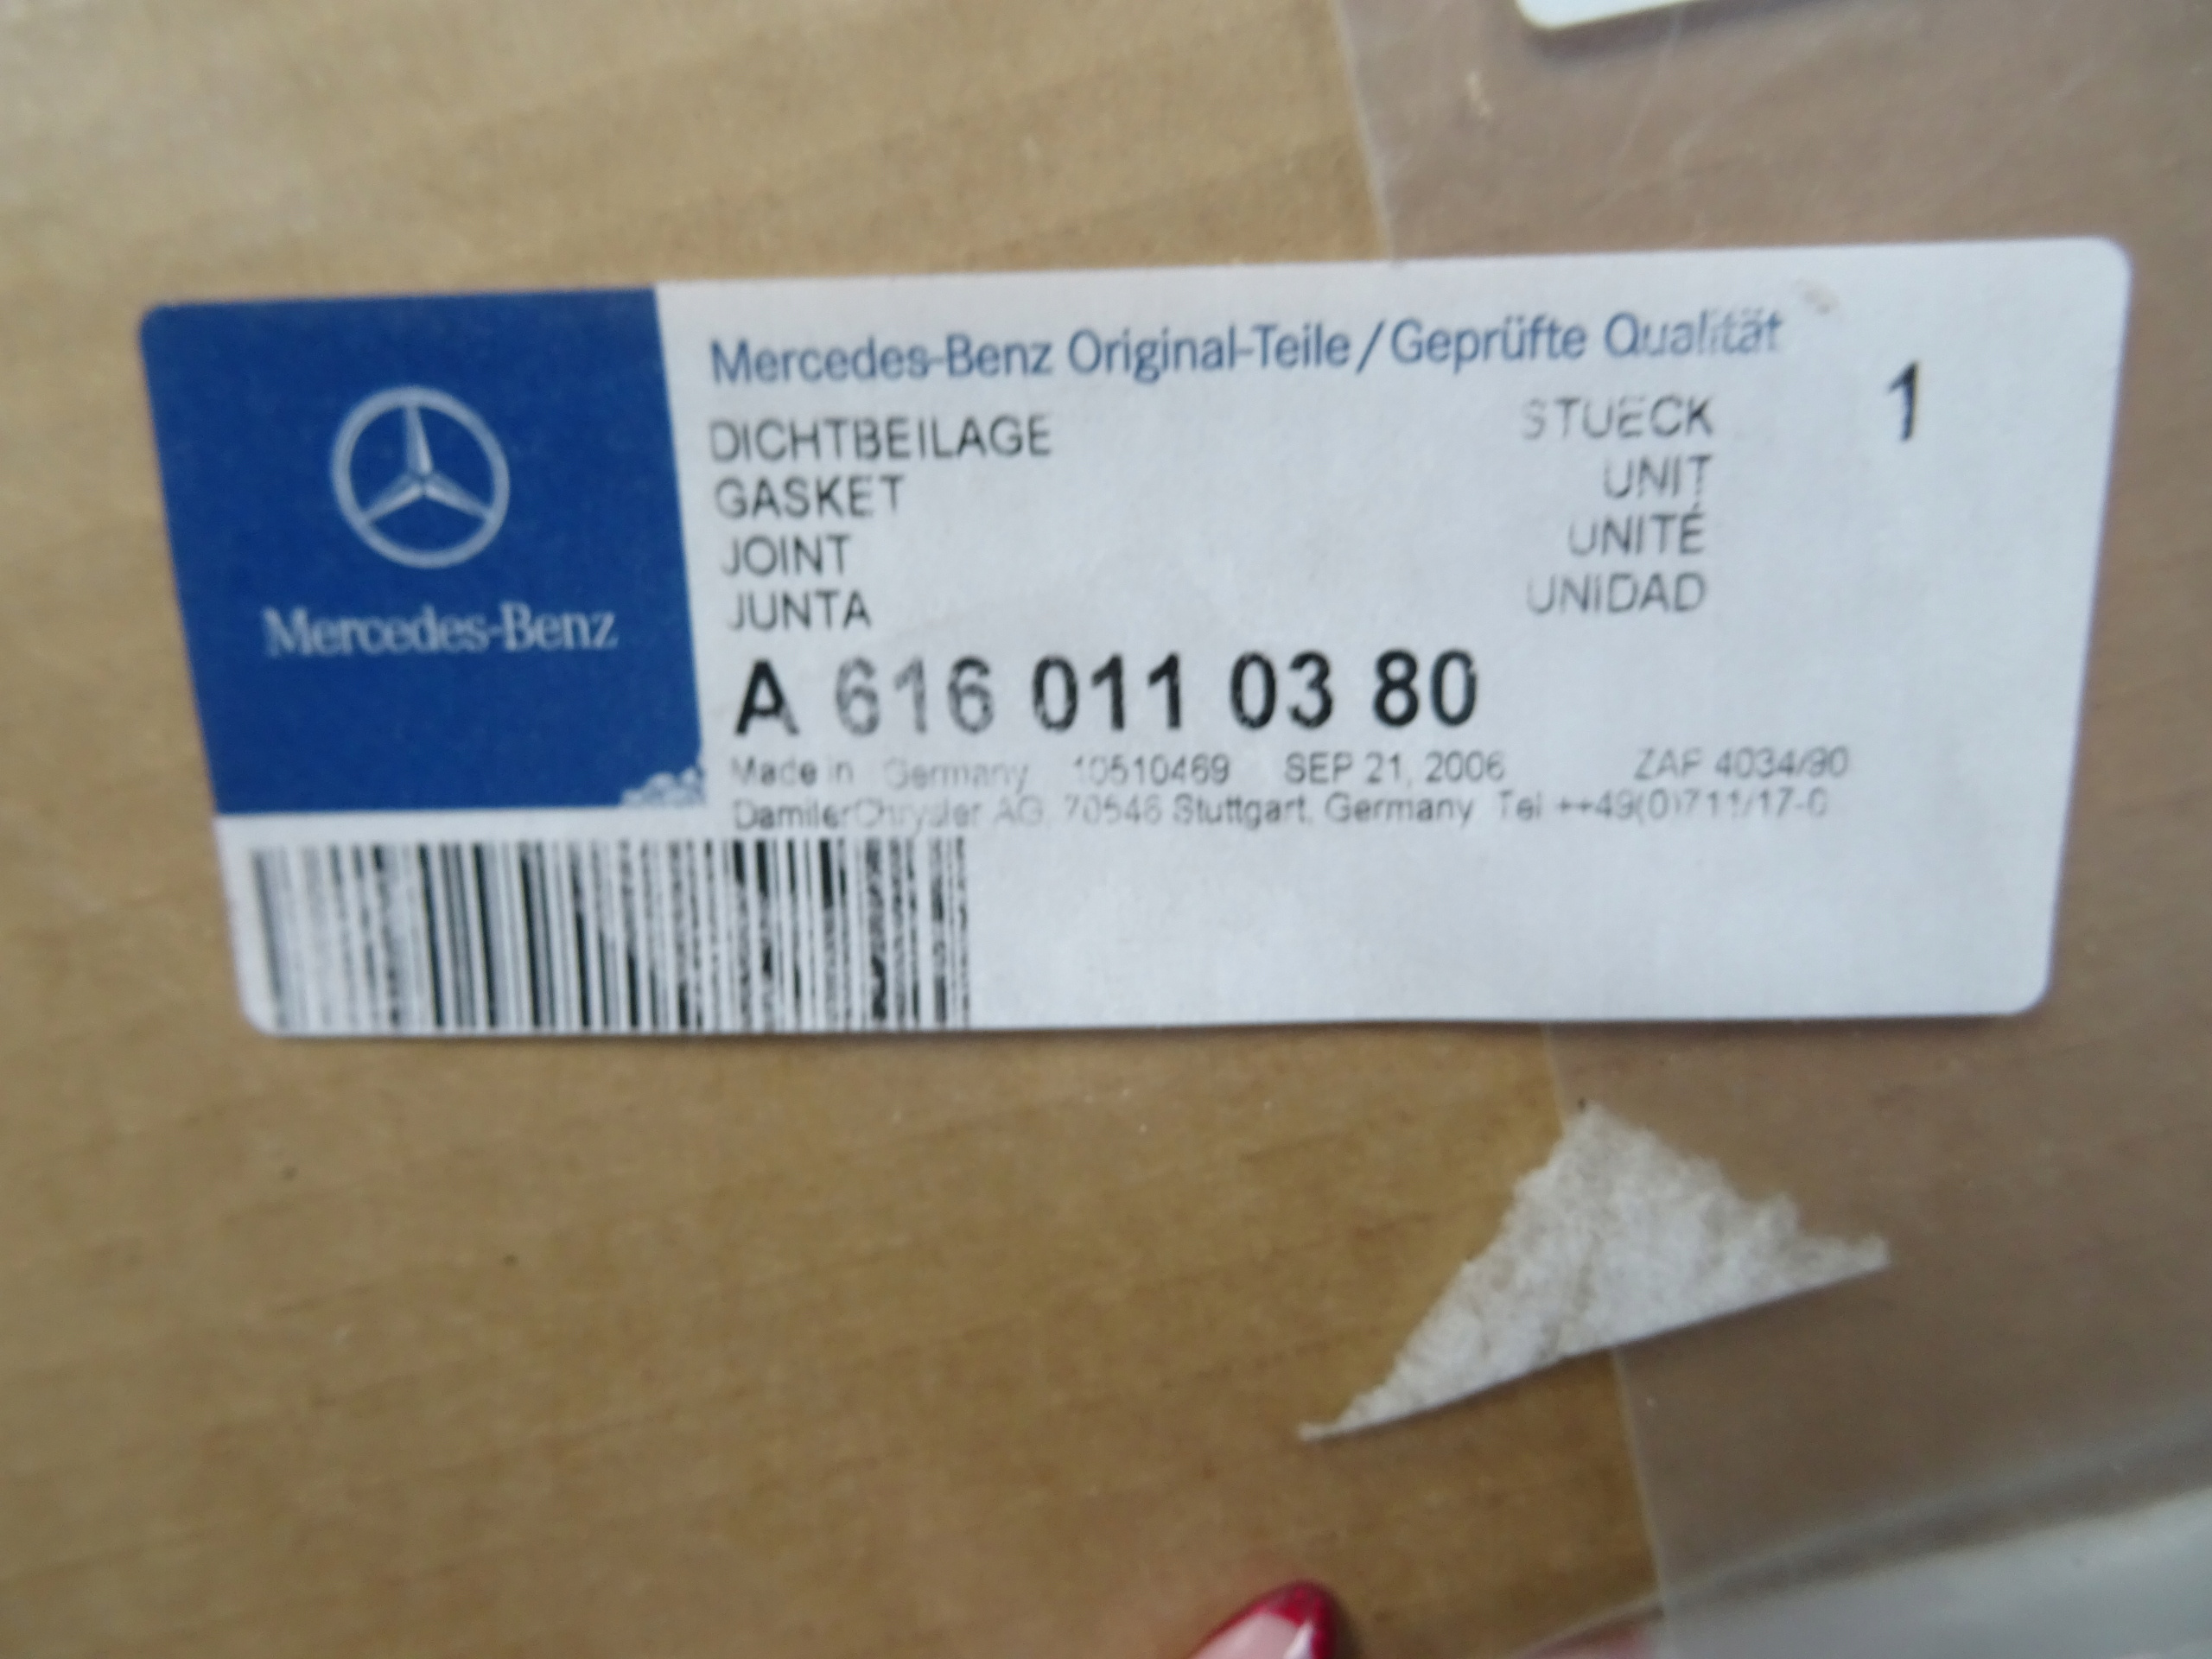 Mercedes-Benz
Mercedes-Benz Original-Teile/Geprüfte Qualität
DICHTBEILAGE STUECK 1
GASKET UNIT
JOINT UNITÉ
JUNTA UNIDAD
A 616 011 03 80
Made in Germany 10510469 SEP 21, 2006 ZAF 4034/90
DamilerChrysler AG, 70546 Stuttgart, Germany Tel ++49(0)711/17-0